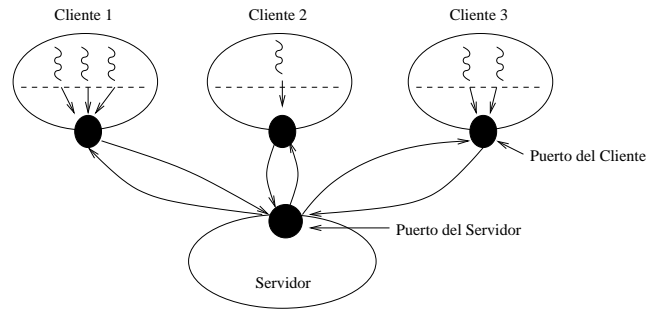 Cliente 1
Cliente 2
Cliente 3
Puerto del Cliente
Puerto del Servidor
Servidor